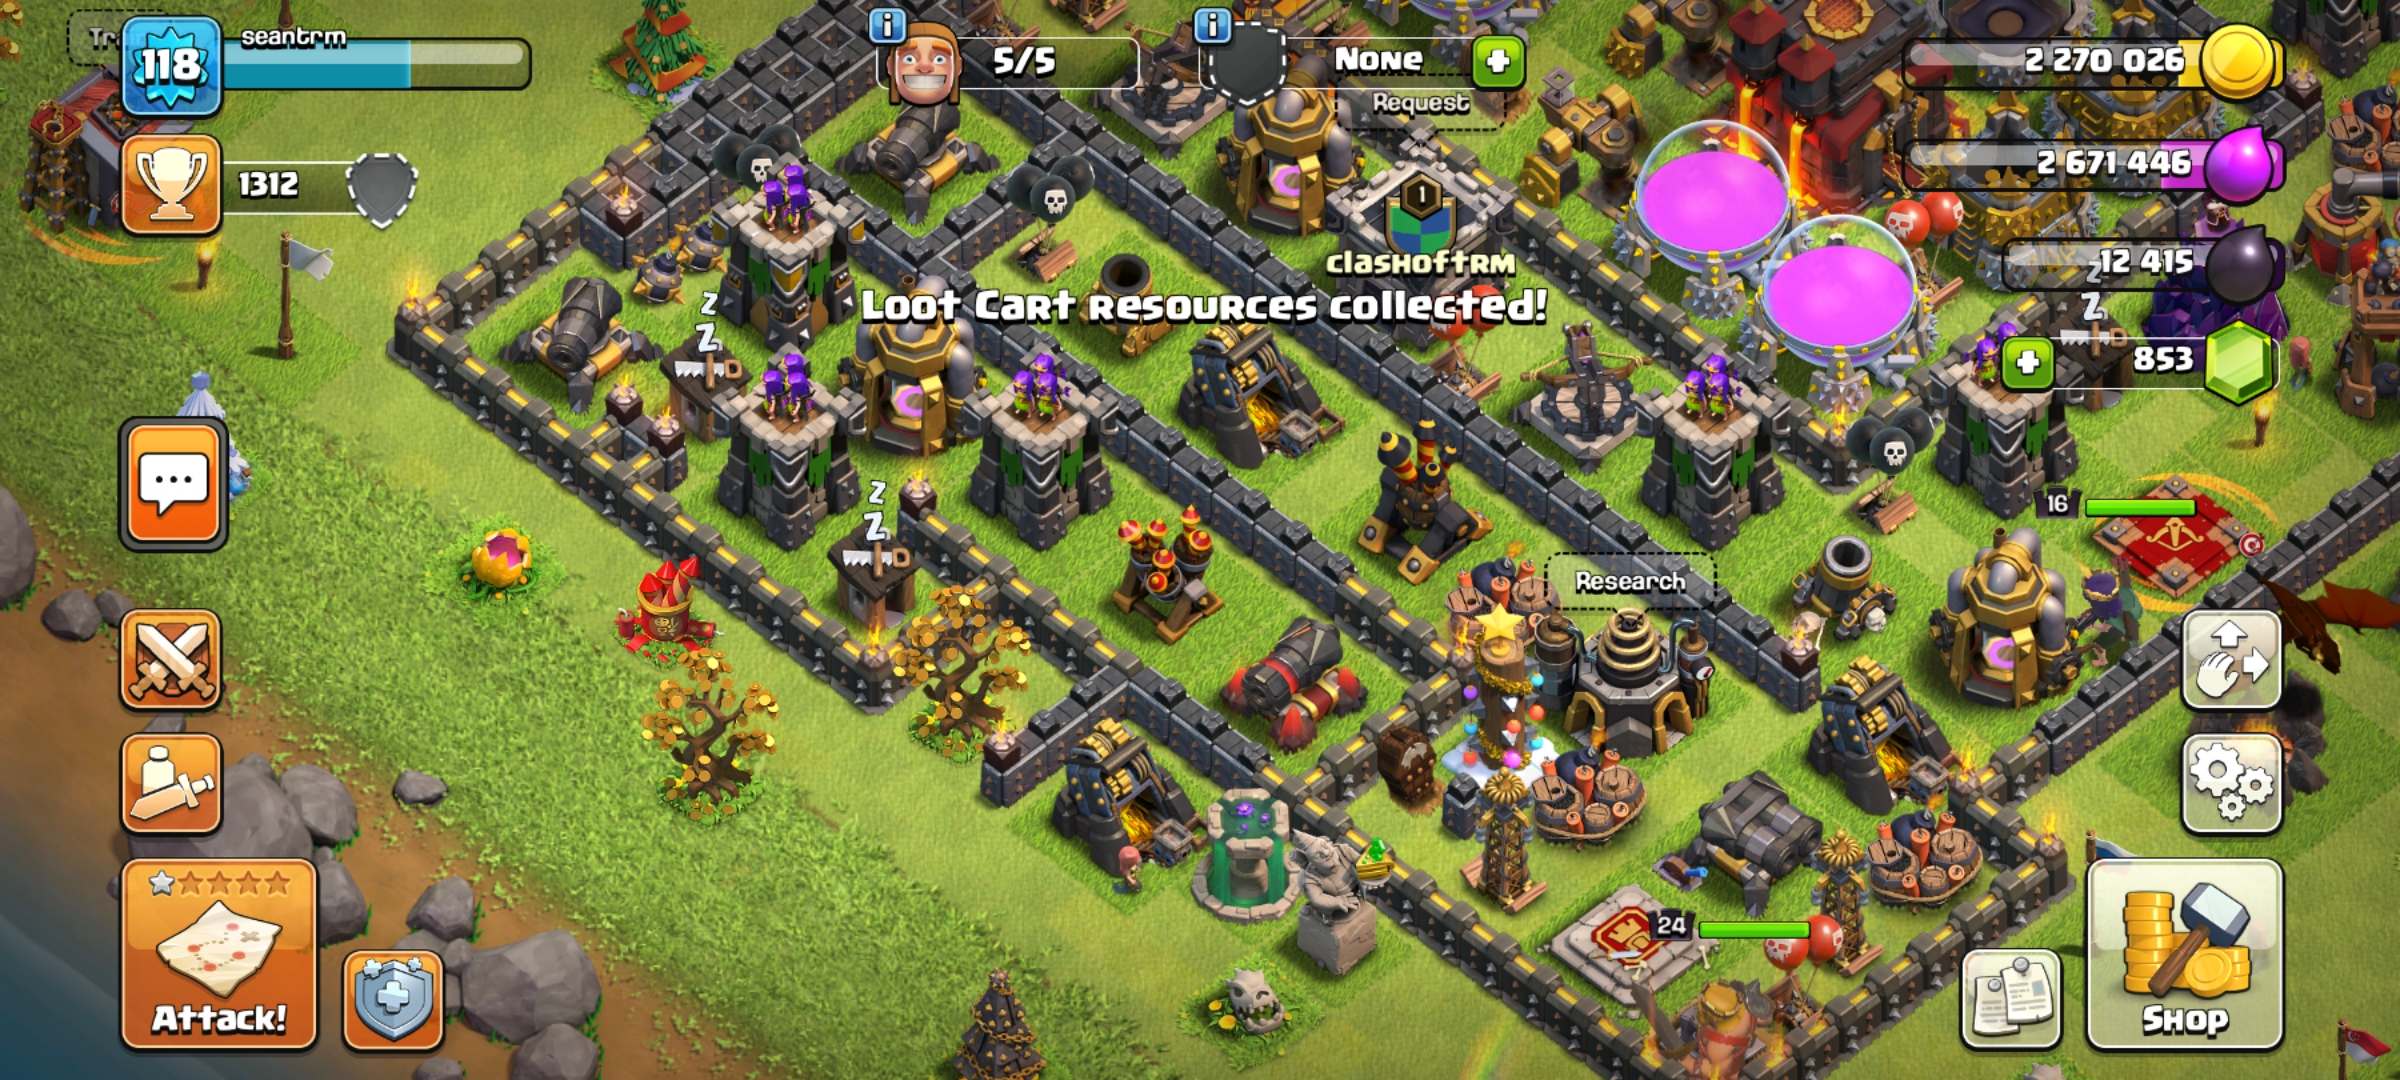 118
seantrm
5/5
None
Request
2 270 026
1312
2 671 446
1
clashoftRM
12 415
Loot Cart resources collected!
z
Z
z
Z
853
16
z
Z
Research
24
Attack!
Shop